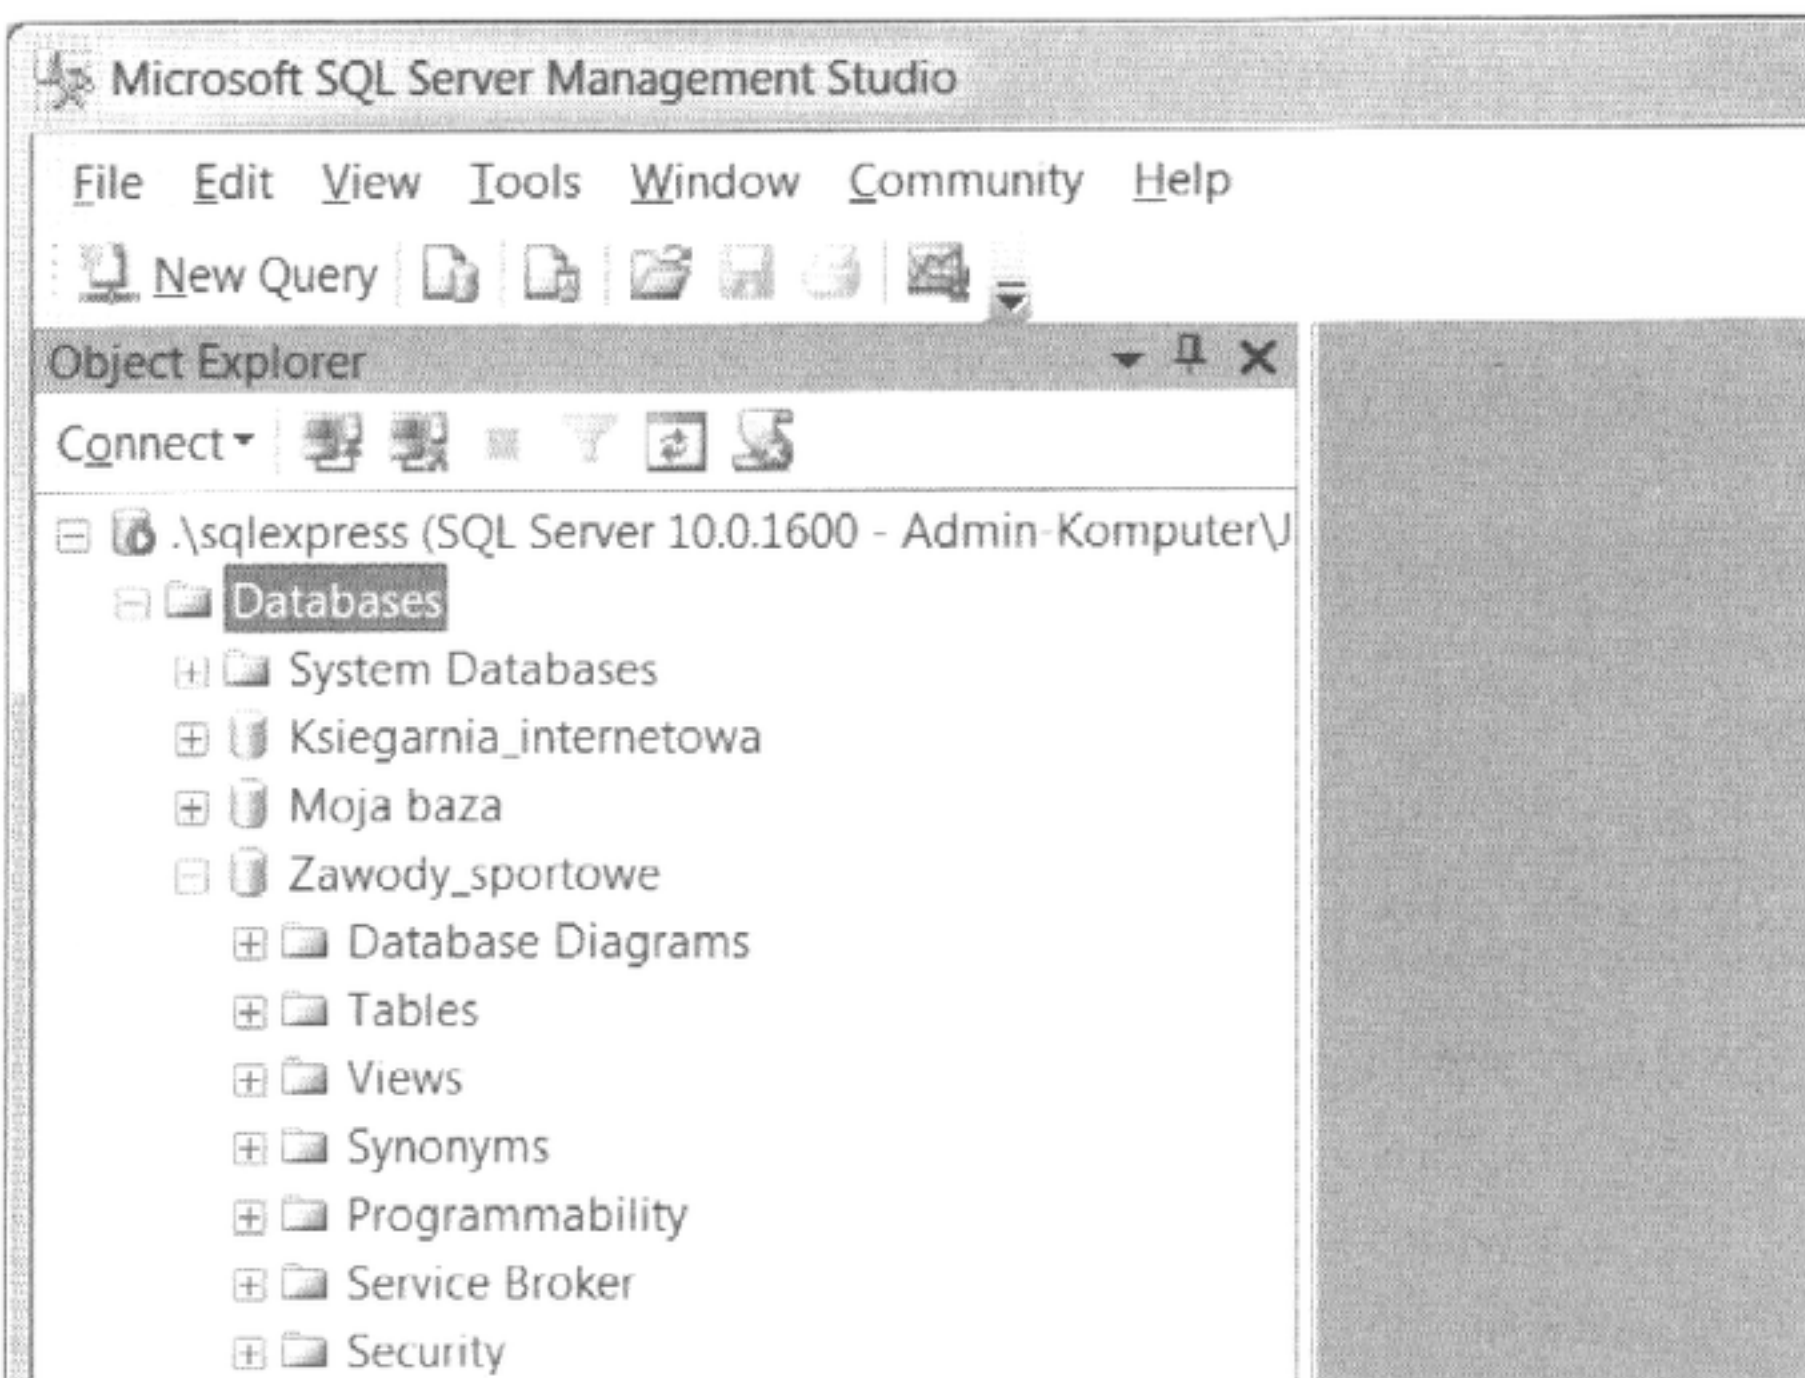 Microsoft SQL Server Management Studio
File Edit View Tools Window Community Help
New Query
Object Explorer
Connect
.\sqlexpress (SQL Server 10.0.1600 - Admin-Komputer\J
Databases
System Databases
Ksiegarnia_internetowa
Moja baza
Zawody_sportowe
Database Diagrams
Tables
Views
Synonyms
Programmability
Service Broker
Security